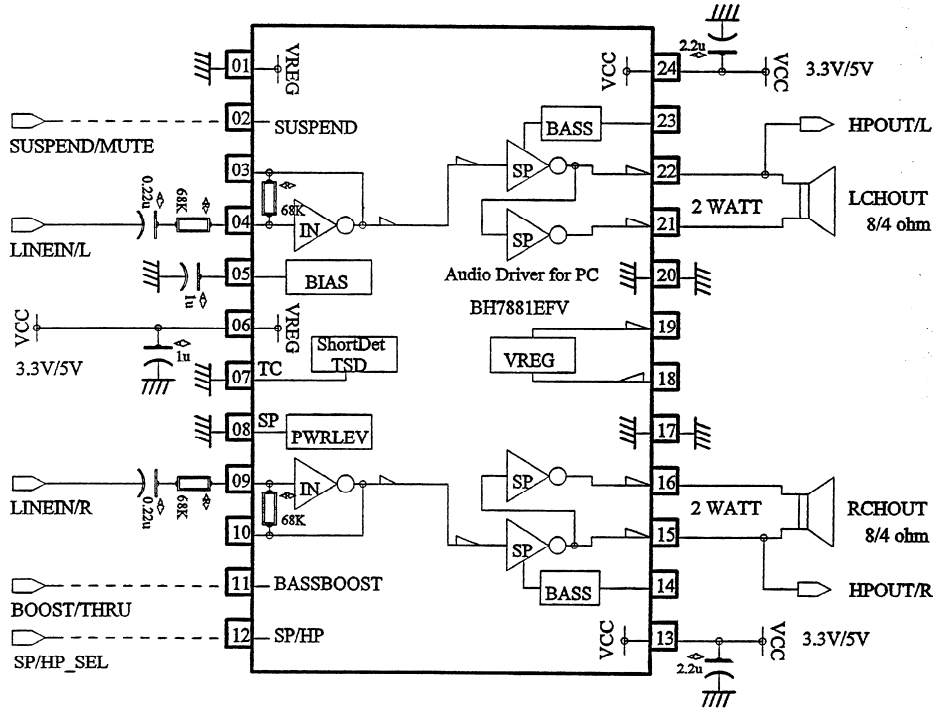 2.2u
01
VREG
VCC
24
VCC
3.3V/5V
02
SUSPEND
SUSPEND/MUTE
BASS
23
HPOUT/L
03
0.22u
68K
68K
04
IN
LINEIN/L
SP
22
2 WATT
LCHOUT
8/4 ohm
SP
21
05
BIAS
1u
Audio Driver for PC
20
BH7881EFV
VCC
06
VREG
3.3V/5V
1u
ShortDet
TSD
07
TC
19
VREG
18
08
SP
PWRLEV
17
LINEIN/R
0.22u
68K
09
IN
68K
10
SP
16
2 WATT
RCHOUT
8/4 ohm
SP
15
11
BASSBOOST
BOOST/THRU
BASS
14
HPOUT/R
12
SP/HP
SP/HP_SEL
VCC
13
VCC
3.3V/5V
2.2u